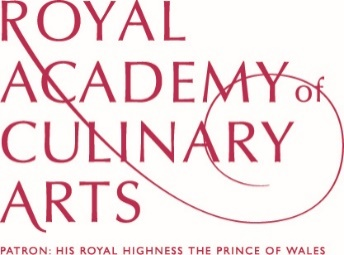 ROYAL
ACADEMY of
CULINARY
ARTS
PATRON: HIS ROYAL HIGHNESS THE PRINCE OF WALES